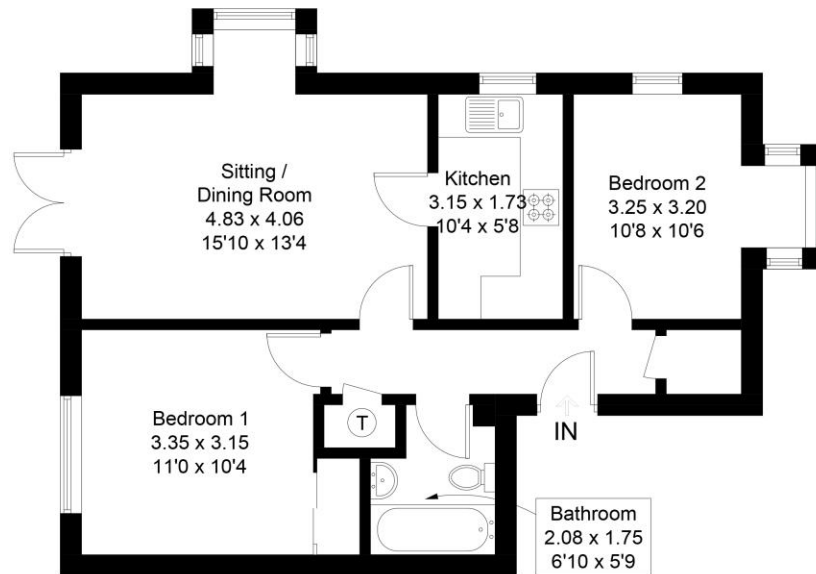 Sitting /
Dining Room
4.83 x 4.06
15'10 x 13'4
Kitchen
3.15 x 1.73
10'4 x 5'8
Bedroom 2
3.25 x 3.20
10'8 x 10'6
Bedroom 1
3.35 x 3.15
11'0 x 10'4
T
IN
Bathroom
2.08 x 1.75
6'10 x 5'9